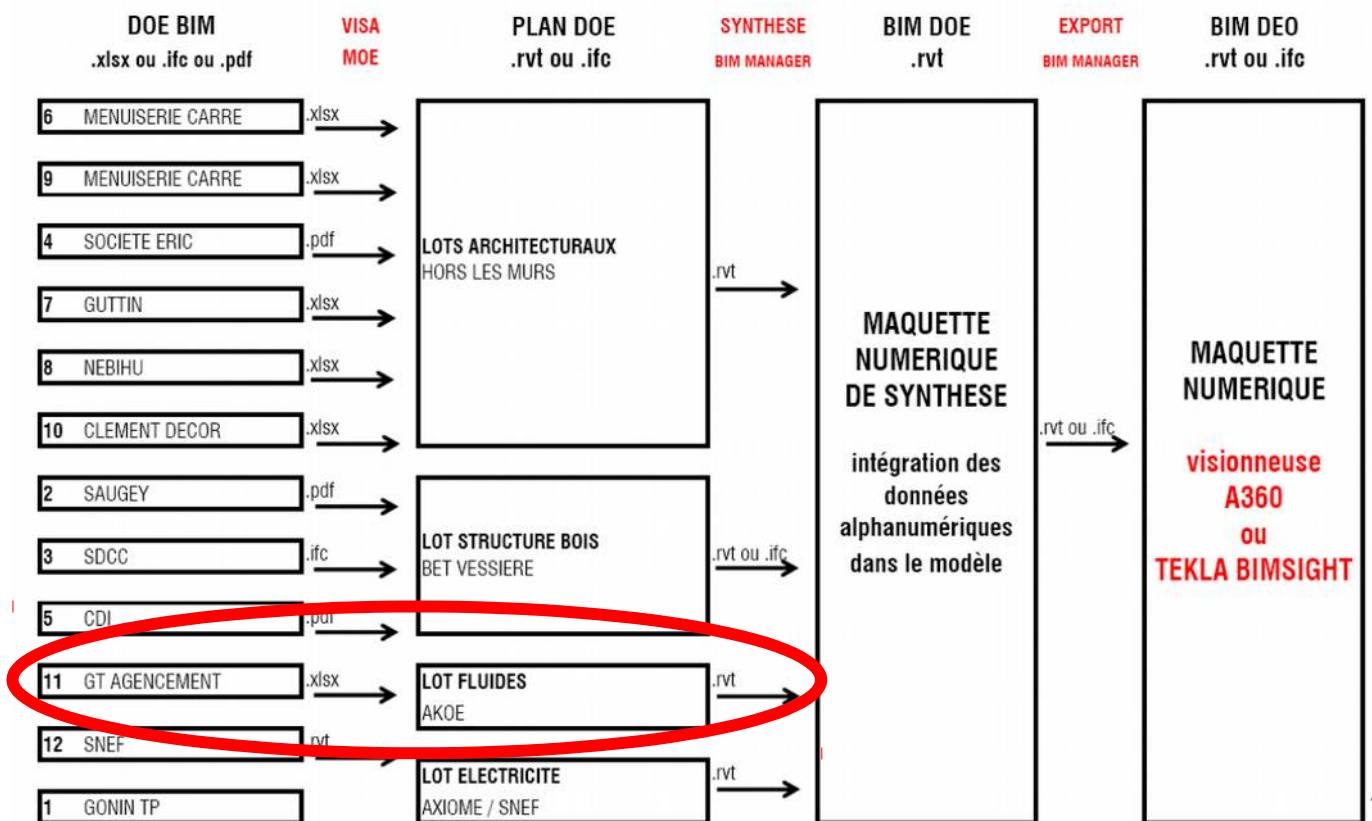 DOE BIM
.xlsx ou .ifc ou .pdf
VISA
MOE
PLAN DOE
.rvt ou .ifc
SYNTHESE
BIM MANAGER
BIM DOE
.rvt
EXPORT
BIM MANAGER
BIM DEO
.rvt ou .ifc
6 MENUISERIE CARRE .xlsx
9 MENUISERIE CARRE .xlsx
4 SOCIETE ERIC .pdf
7 GUTTIN .xlsx
8 NEBIHU .xlsx
10 CLEMENT DECOR .xlsx
2 SAUGEY .pdf
3 SDCC .ifc
5 CDI .pdf
11 GT AGENCEMENT .xlsx
12 SNEF .rvt
1 GONIN TP
LOTS ARCHITECTURAUX
HORS LES MURS
.rvt
LOT STRUCTURE BOIS
BET VESSIERE
.rvt ou .ifc
LOT FLUIDES
AKOE
.rvt
LOT ELECTRICITE
AXIOME / SNEF
.rvt
MAQUETTE
NUMERIQUE
DE SYNTHESE
intégration des
données
alphanumériques
dans le modèle
.rvt ou .ifc
MAQUETTE
NUMERIQUE
visionneuse
A360
ou
TEKLA BIMSIGHT